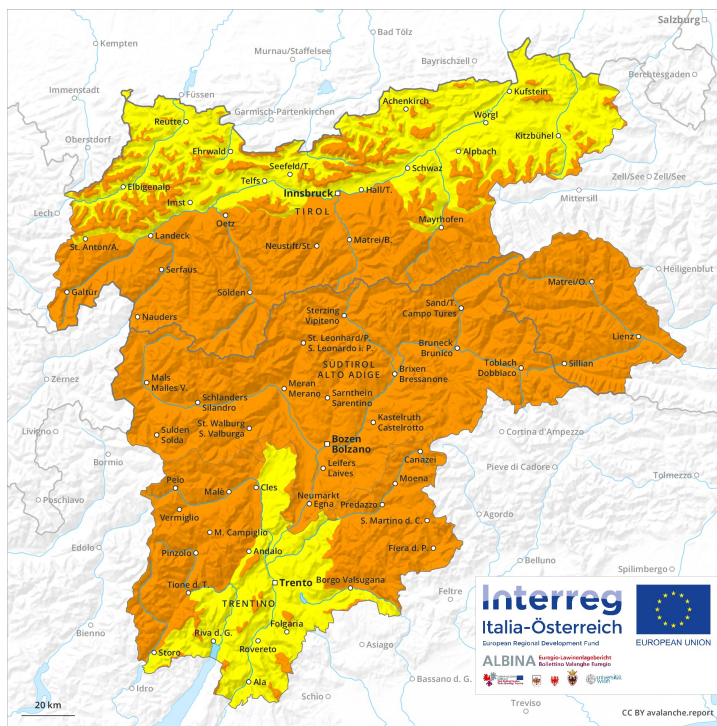 Salzburg
Bad Tölz
Kempten
Murnau/Staffelsee
Bayrischzell
Berchtesgaden
Immenstadt
Füssen
Garmisch-Partenkirchen
Achenkirch
Kufstein
Reutte
Wörgl
Oberstdorf
Kitzbühel
Ehrwald
Alpbach
Seefeld/T.
Schwaz
Zell/See
Zell/See
Elbigenalp
Telfs
Innsbruck
Hall/T.
Mittersill
Imst
Lech
TIROL
Oetz
Mayrhofen
St. Anton/A.
Landeck
Neustift/St.
Matrei/B.
Serfaus
Heiligenblut
Galtür
Sölden
Matrei/O.
Nauders
Sterzing
Vipiteno
Sand/T.
Campo Tures
Lienz
St. Leonhard/P.
S. Leonardo i. P.
Bruneck
Brunico
Toblach
Dobbiaco
Sillian
SÜDTIROL
ALTO ADIGE
Brixen
Bressanone
Mals
Malles V.
Meran
Merano
Zernez
Schlanders
Silandro
Sarnthein
Sarentino
Kastelruth
Castelrotto
St. Walburg
S. Valburga
Livigno
Sulden
Solda
Bozen
Bolzano
Cortina d'Ampezzo
Bormio
Canazei
Leifers
Laives
Pieve di Cadore
Tolmezzo
Peio
Malè
Cles
Moena
Poschiavo
Neumarkt
Egna
Predazzo
Vermiglio
Agordo
S. Martino d. C.
M. Campiglio
Edolo
Pinzolo
Andalo
Fiera d. P.
Belluno
Spilimbergo
Trento
Borgo Valsugana
Tione d. T.
Feltre
TRENTINO
Folgaria
Riva d. G.
Bienno
Rovereto
Asiago
Storo
Bassano d. G.
Ala
Idro
Schio
Treviso
20 km
Interreg
Italia-Österreich
European Regional Development Fund
EUROPEAN UNION
ALBINA
Euregio-Lawinenlagebericht
Bollettino Valanghe Euregio
CC BY avalanche.report